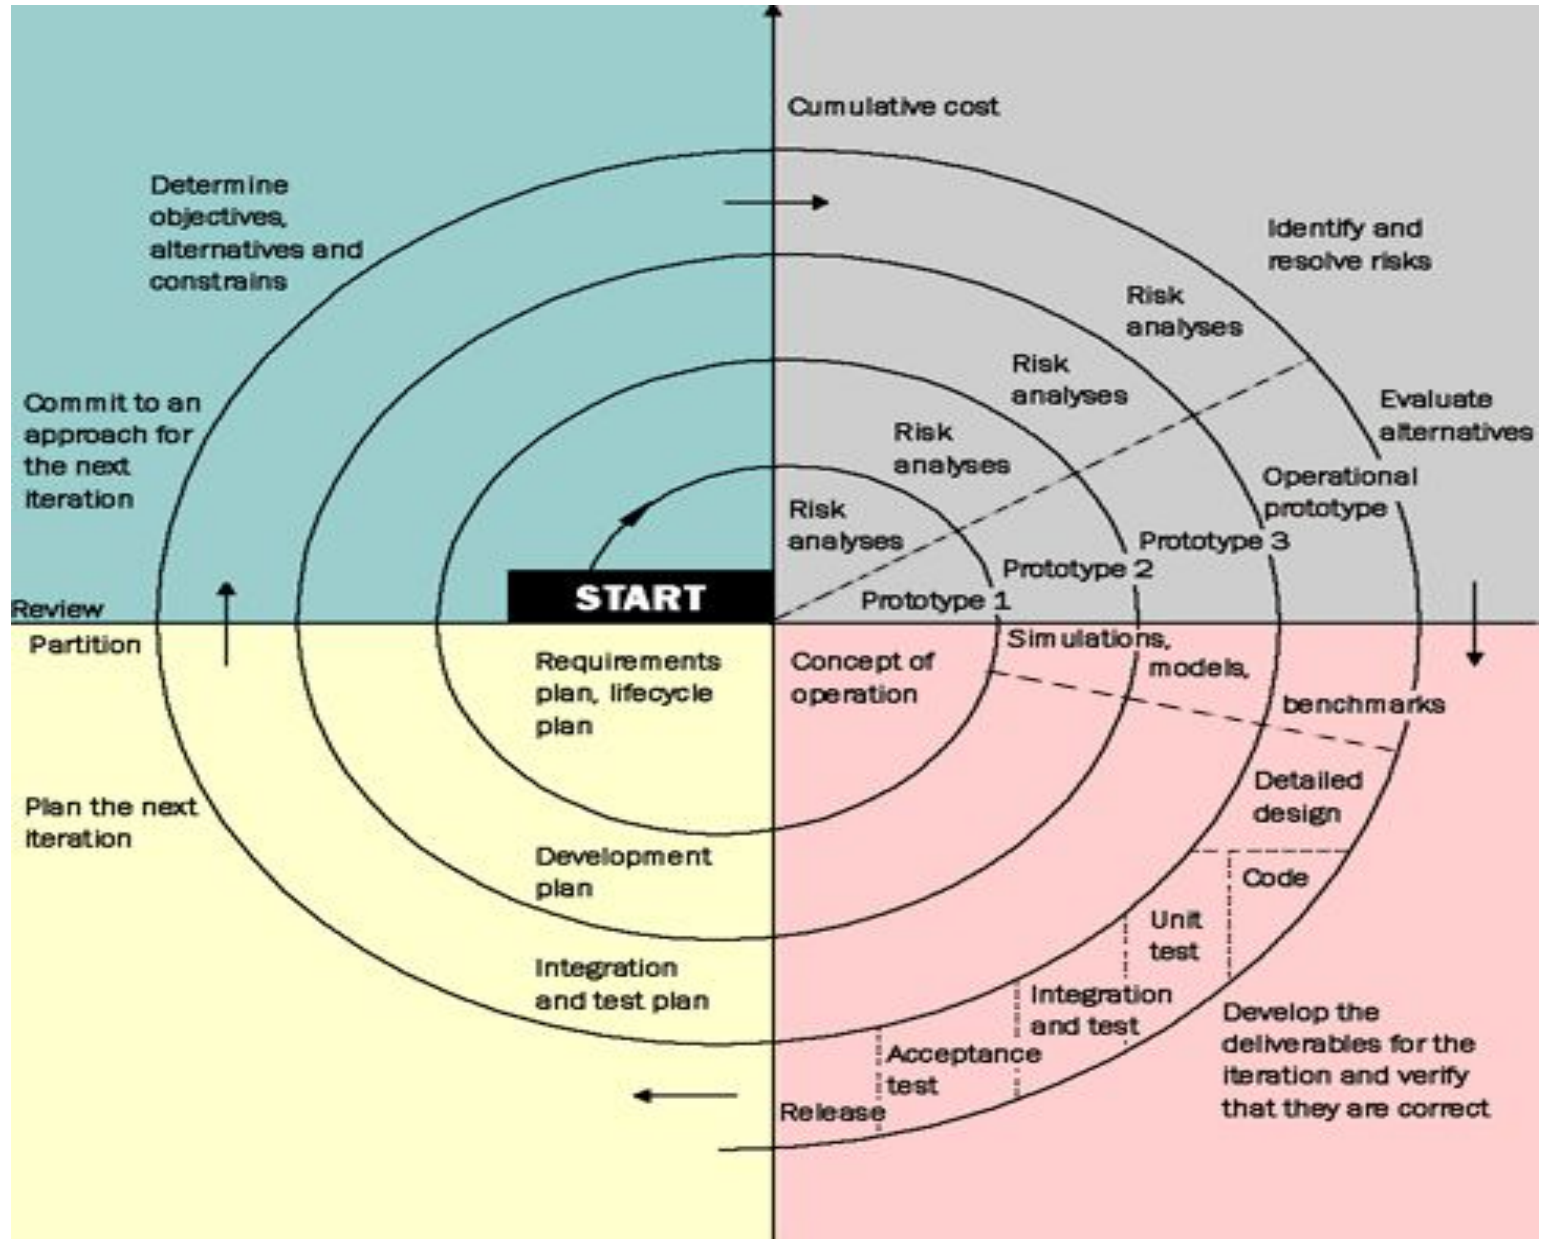 Cumulative cost
Determine
objectives,
alternatives and
constrains
Identify and
resolve risks
Risk
analyses
Risk
analyses
Risk
analyses
Risk
analyses
Commit to an
approach for
the next
iteration
Evaluate
alternatives
Operational
prototype
Prototype 3
Prototype 2
Prototype 1
START
Review
Partition
Requirements
plan, lifecycle
plan
Concept of
operation
Simulations,
models,
benchmarks
Detailed
design
Code
Unit
test
Integration
and test
Acceptance
test
Release
Plan the next
iteration
Development
plan
Integration
and test plan
Develop the
deliverables for the
iteration and verify
that they are correct